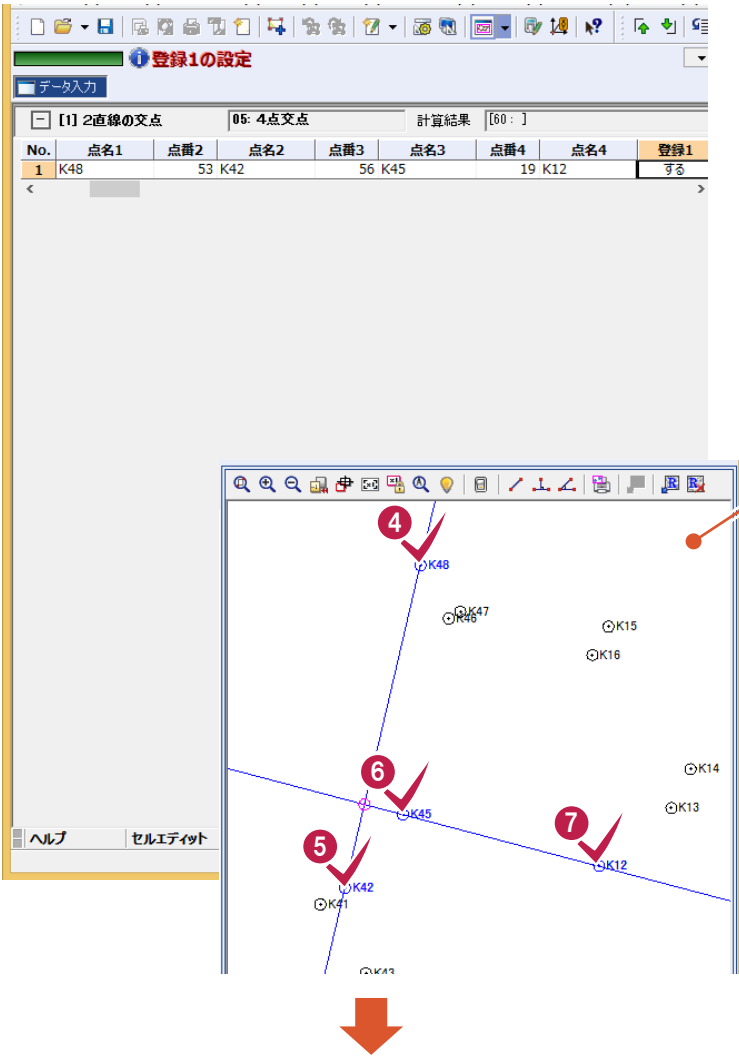 登録1の設定
データ入力
[1] 2直線の交点 05: 4点交点 計算結果 [60: ]
No. 点名1 点番2 点名2 点番3 点名3 点番4 点名4 登録1
1 K48 53 K42 56 K45 19 K12 する
4
K48
K47
K46
K15
K16
6
K14
K45
K13
7
5
K12
K42
K41
K43
ヘルプ セルエディット